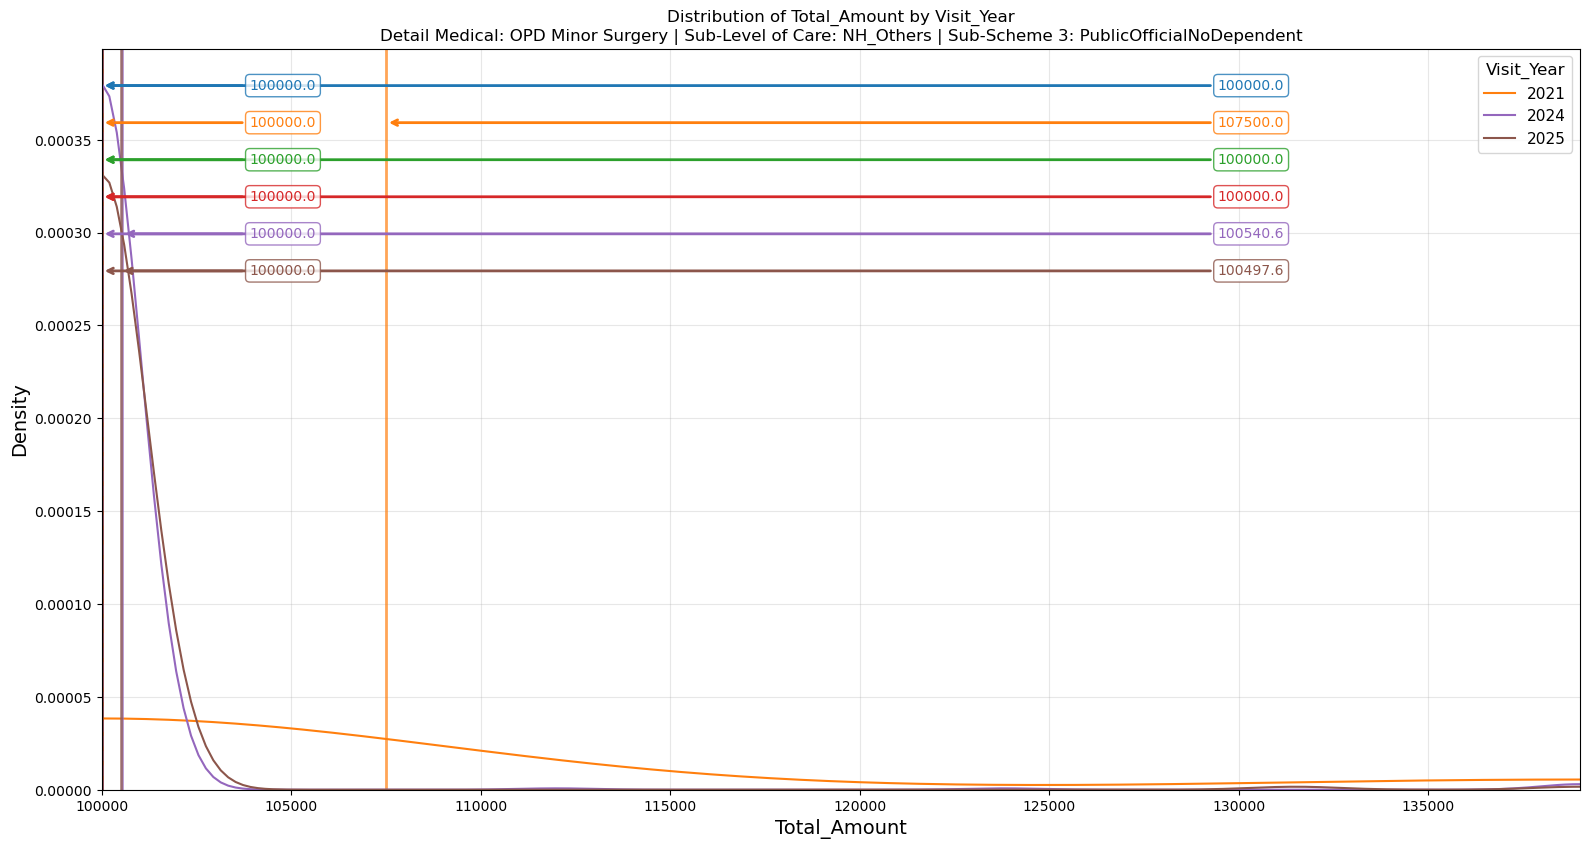 Distribution of Total_Amount by Visit_Year
Detail Medical: OPD Minor Surgery | Sub-Level of Care: NH_Others | Sub-Scheme 3: PublicOfficialNoDependent
Visit_Year
2021
2024
2025
100000.0 100000.0
100000.0 107500.0
100000.0 100000.0
100000.0 100000.0
100000.0 100540.6
100000.0 100497.6
Density
0.00035
0.00030
0.00025
0.00020
0.00015
0.00010
0.00005
0.00000
100000 105000 110000 115000 120000 125000 130000 135000
Total_Amount